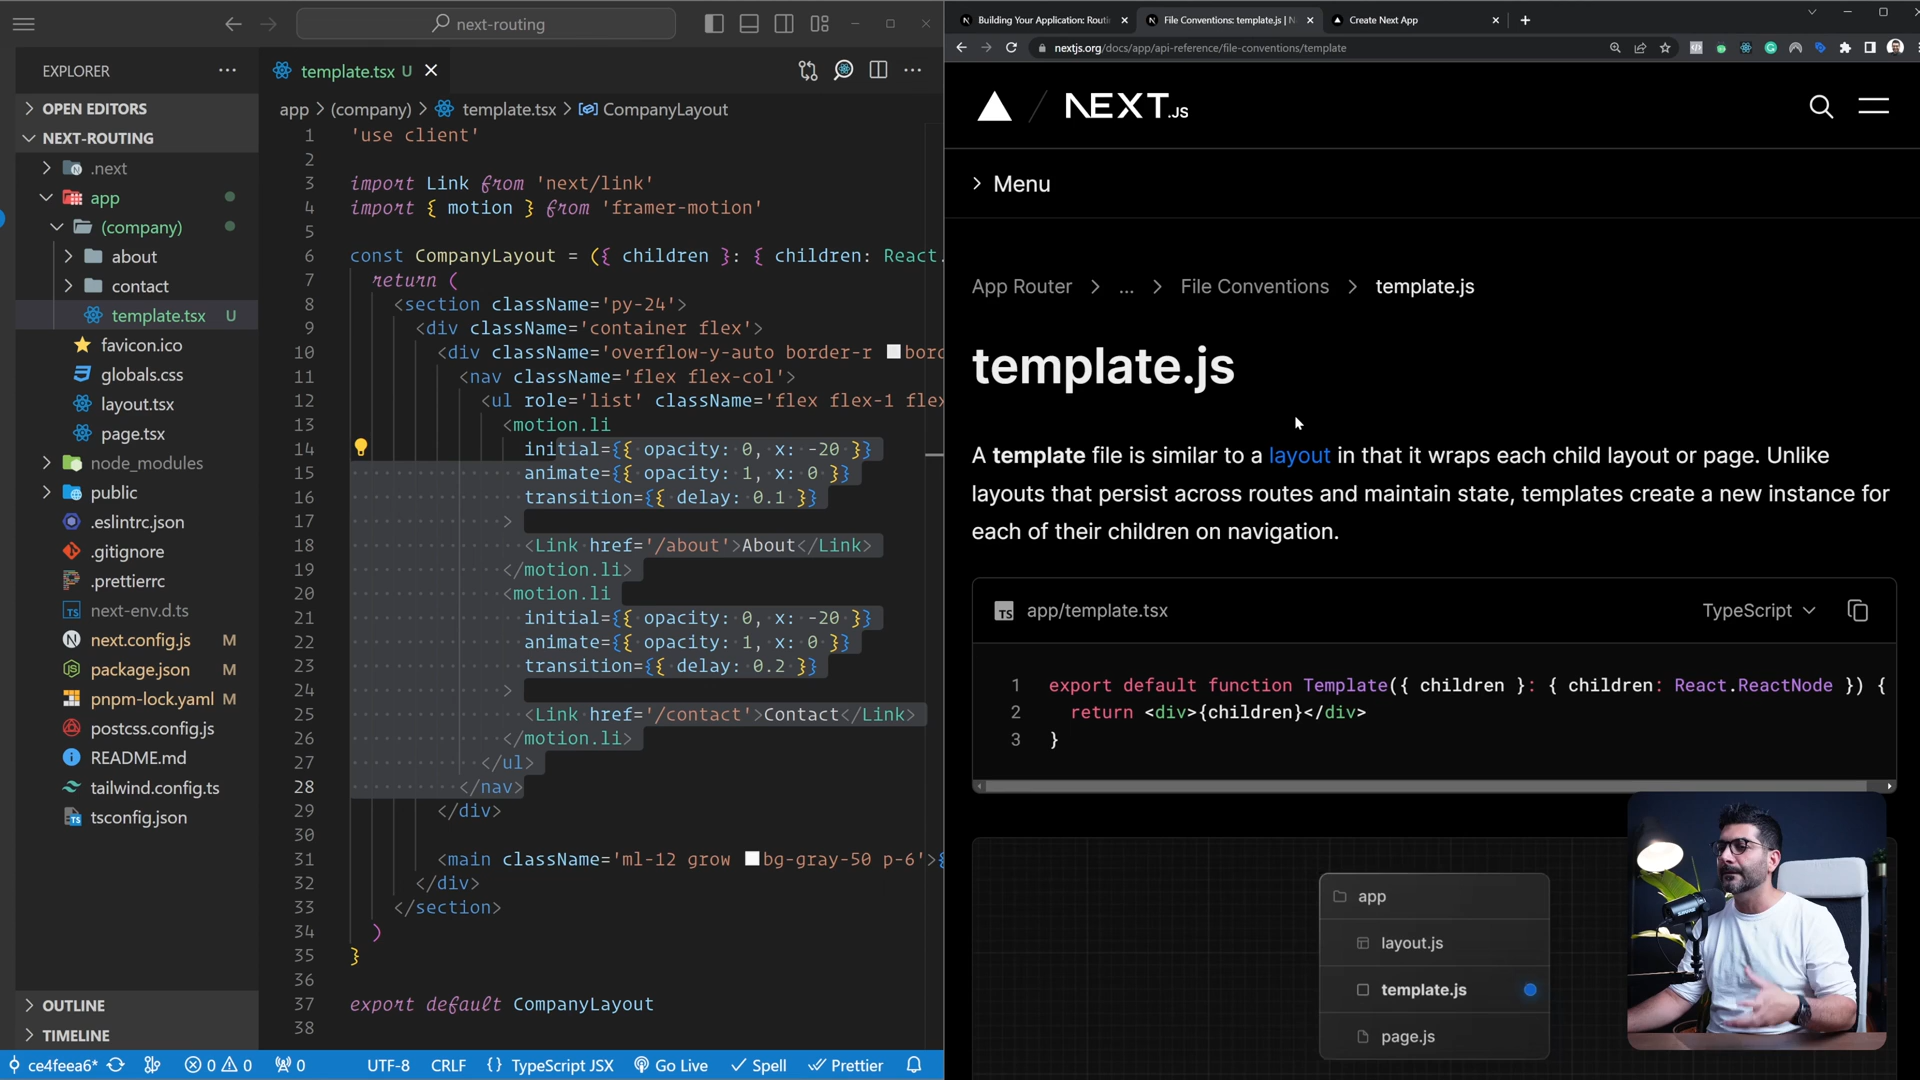 next-routing
EXPLORER
OPEN EDITORS
NEXT-ROUTING
.next
app
(company)
about
contact
template.tsx U
favicon.ico
globals.css
layout.tsx
page.tsx
node_modules
public
.eslintrc.json
.gitignore
.prettierrc
next-env.d.ts
next.config.js M
package.json M
pnpm-lock.yaml M
postcss.config.js
README.md
tailwind.config.ts
tsconfig.json
OUTLINE
TIMELINE
template.tsx U
app > (company) > template.tsx > CompanyLayout
1 'use client'
2
3 import Link from 'next/link'
4 import { motion } from 'framer-motion'
5
6 const CompanyLayout = ({ children }: { children: React.
7 return (
8 <section className='py-24'>
9 <div className='container flex'>
10 <div className='overflow-y-auto border-r bord
11 <nav className='flex flex-col'>
12 <ul role='list' className='flex flex-1 flex
13 <motion.li
14 initial={{ opacity: 0, x: -20 }}
15 animate={{ opacity: 1, x: 0 }}
16 transition={{ delay: 0.1 }}
17 >
18 <Link href='/about'>About</Link>
19 </motion.li>
20 <motion.li
21 initial={{ opacity: 0, x: -20 }}
22 animate={{ opacity: 1, x: 0 }}
23 transition={{ delay: 0.2 }}
24 >
25 <Link href='/contact'>Contact</Link>
26 </motion.li>
27 </ul>
28 </nav>
29 </div>
30
31 <main className='ml-12 grow bg-gray-50 p-6'>{
32 </div>
33 </section>
34 )
35 }
36
37 export default CompanyLayout
38
ce4feea6* 0 0 0 UTF-8 CRLF {} TypeScript JSX Go Live Spell Prettier
Building Your Application: Routi
File Conventions: template.js | N
Create Next App
nextjs.org/docs/app/api-reference/file-conventions/template
NEXT.JS
Menu
App Router > ... > File Conventions > template.js
template.js
A template file is similar to a layout in that it wraps each child layout or page. Unlike
layouts that persist across routes and maintain state, templates create a new instance for
each of their children on navigation.
TS app/template.tsx TypeScript
1 export default function Template({ children }: { children: React.ReactNode }) {
2 return <div>{children}</div>
3 }
app
layout.js
template.js
page.js